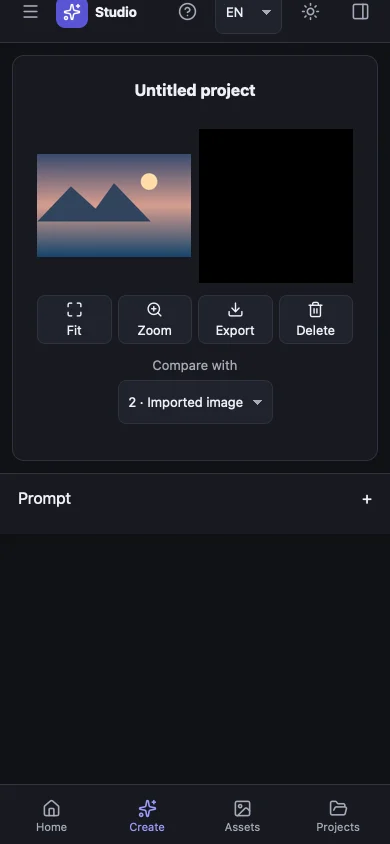 Studio
EN
Untitled project
Fit
Zoom
Export
Delete
Compare with
2 · Imported image
Prompt
+
Home
Create
Assets
Projects